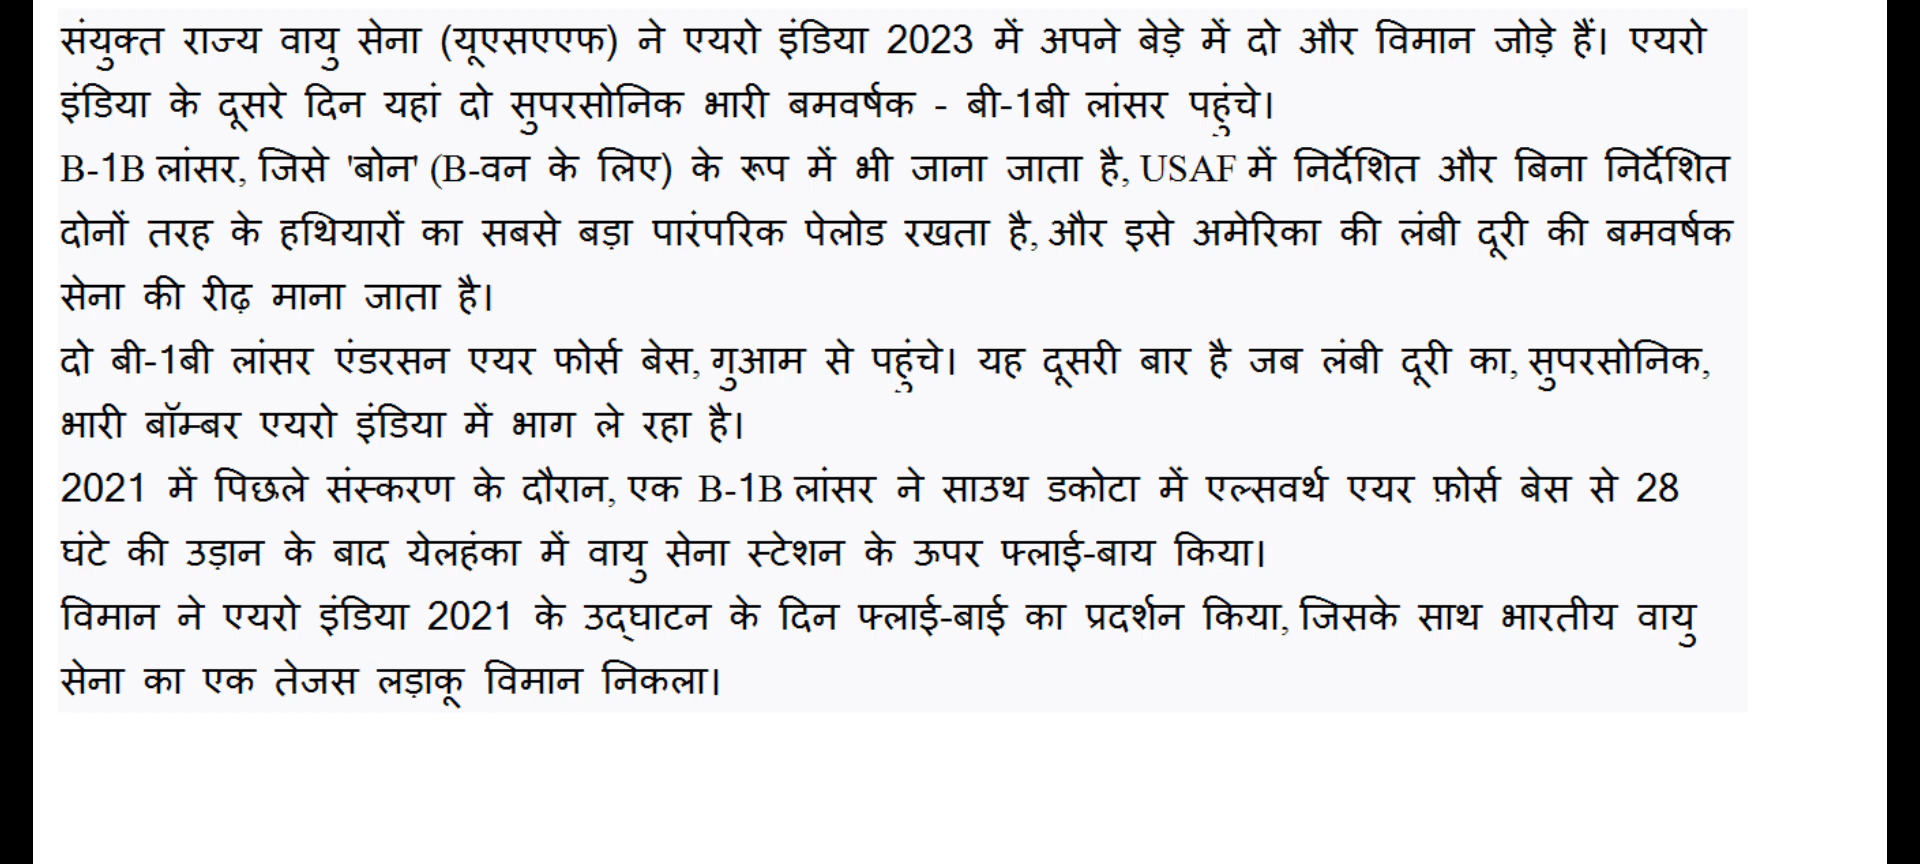 संयुक्त राज्य वायु सेना (यूएसएएफ) ने एयरो इंडिया 2023 में अपने बेड़े में दो और विमान जोड़े हैं। एयरो
इंडिया के दूसरे दिन यहां दो सुपरसोनिक भारी बमवर्षक - बी-1बी लांसर पहुंचे।
B-1B लांसर, जिसे 'बोन' (B-वन के लिए) के रूप में भी जाना जाता है, USAF में निर्देशित और बिना निर्देशित
दोनों तरह के हथियारों का सबसे बड़ा पारंपरिक पेलोड रखता है, और इसे अमेरिका की लंबी दूरी की बमवर्षक
सेना की रीढ़ माना जाता है।
दो बी-1बी लांसर एंडरसन एयर फोर्स बेस, गुआम से पहुंचे। यह दूसरी बार है जब लंबी दूरी का, सुपरसोनिक,
भारी बॉम्बर एयरो इंडिया में भाग ले रहा है।
2021 में पिछले संस्करण के दौरान, एक B-1B लांसर ने साउथ डकोटा में एल्सवर्थ एयर फ़ोर्स बेस से 28
घंटे की उड़ान के बाद येलहंका में वायु सेना स्टेशन के ऊपर फ्लाई-बाय किया।
विमान ने एयरो इंडिया 2021 के उद्घाटन के दिन फ्लाई-बाई का प्रदर्शन किया, जिसके साथ भारतीय वायु
सेना का एक तेजस लड़ाकू विमान निकला।